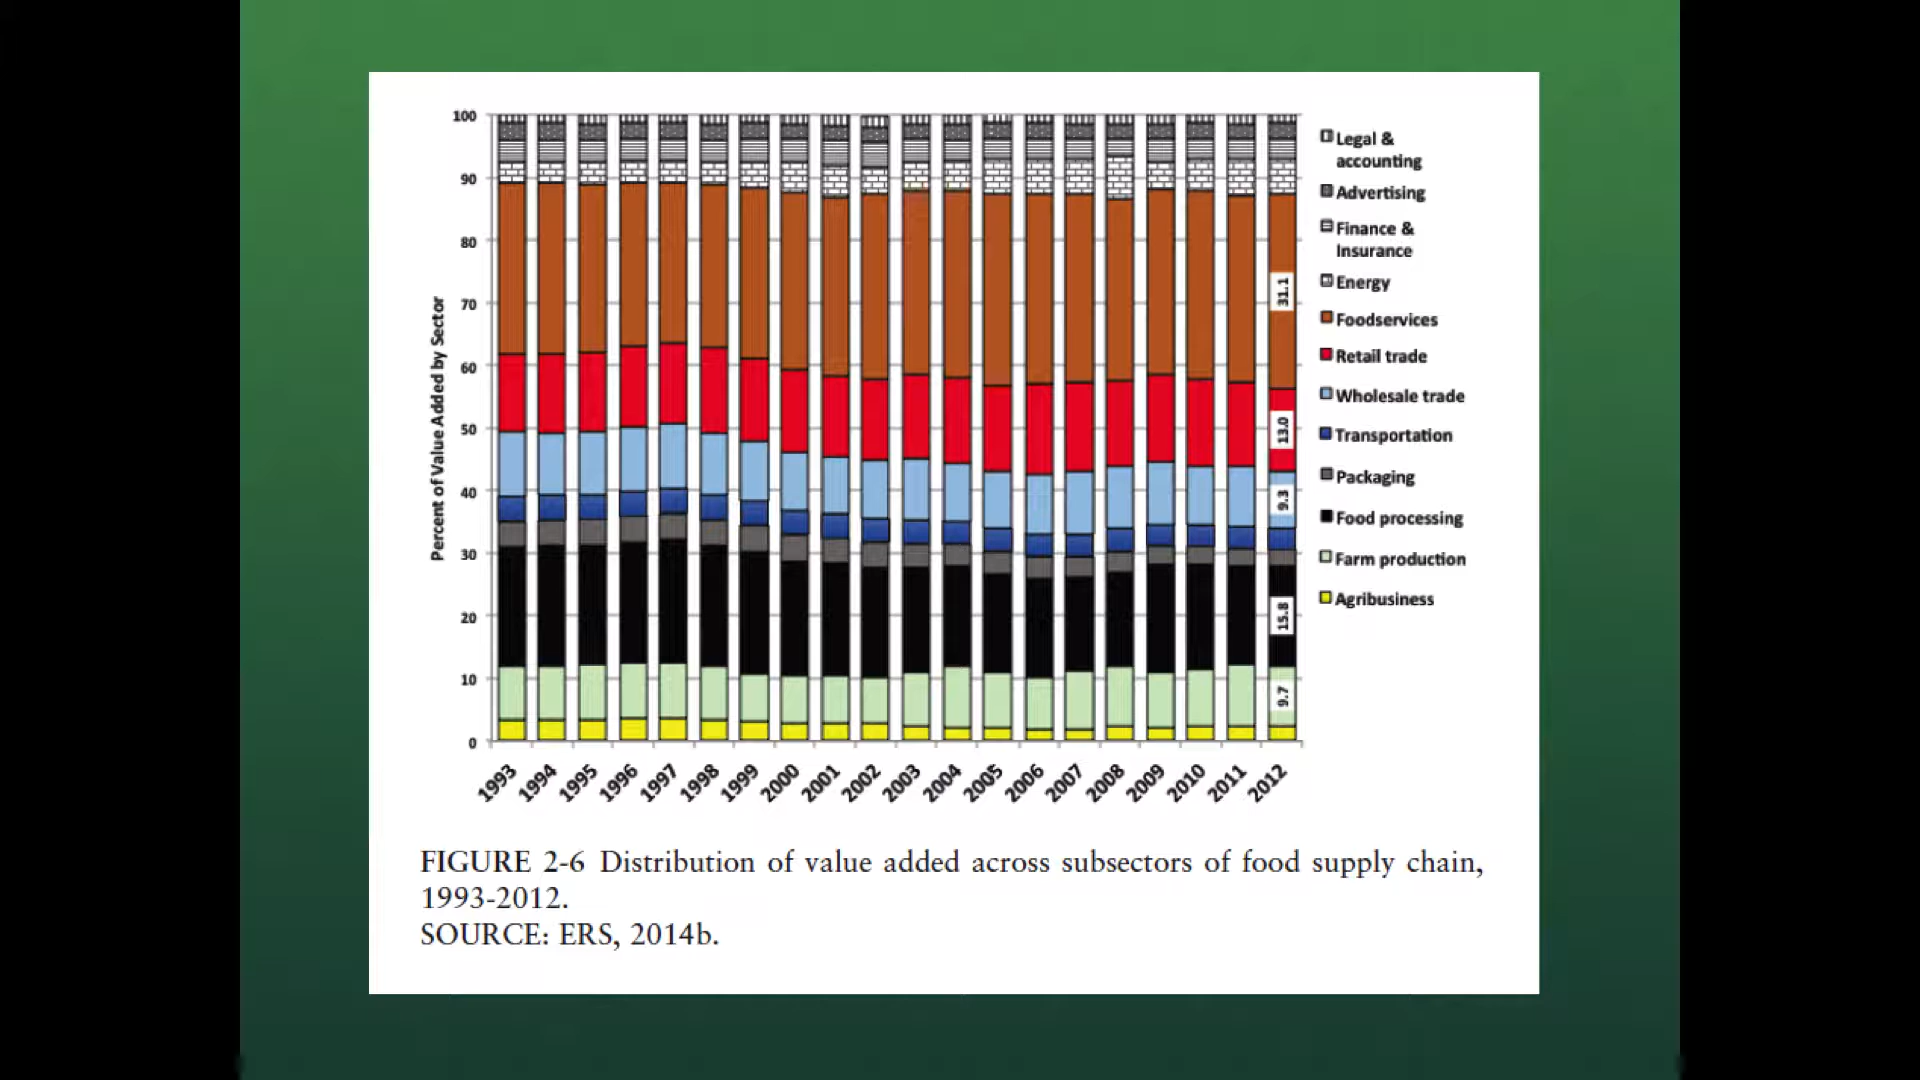 100
90
80
70
60
50
40
30
20
10
0
Percent of Value Added by Sector
31.1
13.0
9.3
15.8
9.7
1993
1994
1995
1996
1997
1998
1999
2000
2001
2002
2003
2004
2005
2006
2007
2008
2009
2010
2011
2012
Legal &
accounting
Advertising
Finance &
Insurance
Energy
Foodservices
Retail trade
Wholesale trade
Transportation
Packaging
Food processing
Farm production
Agribusiness
FIGURE 2-6 Distribution of value added across subsectors of food supply chain,
1993-2012.
SOURCE: ERS, 2014b.